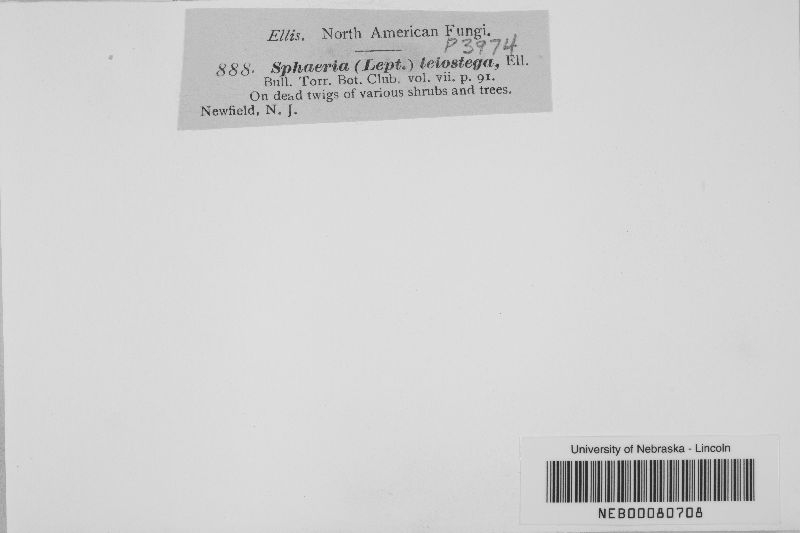 Ellis. North American Fungi.
P3974
888. Sphaeria (Lept.) leiostega, Ell.
Bull. Torr. Bot. Club. vol. vii. p. 91.
On dead twigs of various shrubs and trees.
Newfield, N. J.
University of Nebraska - Lincoln
NEB00080708